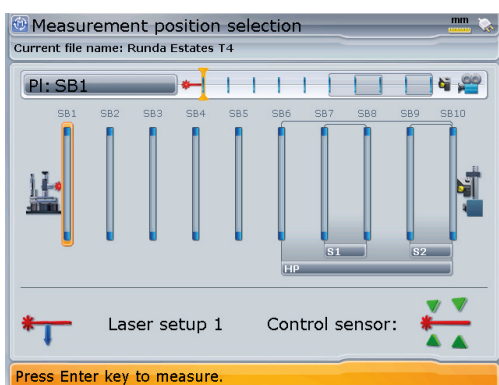 Measurement position selection
mm
Current file name: Runda Estates T4
Pl: SB1
SB1 SB2 SB3 SB4 SB5 SB6 SB7 SB8 SB9 SB10
S1 S2
HP
Laser setup 1 Control sensor:
Press Enter key to measure.